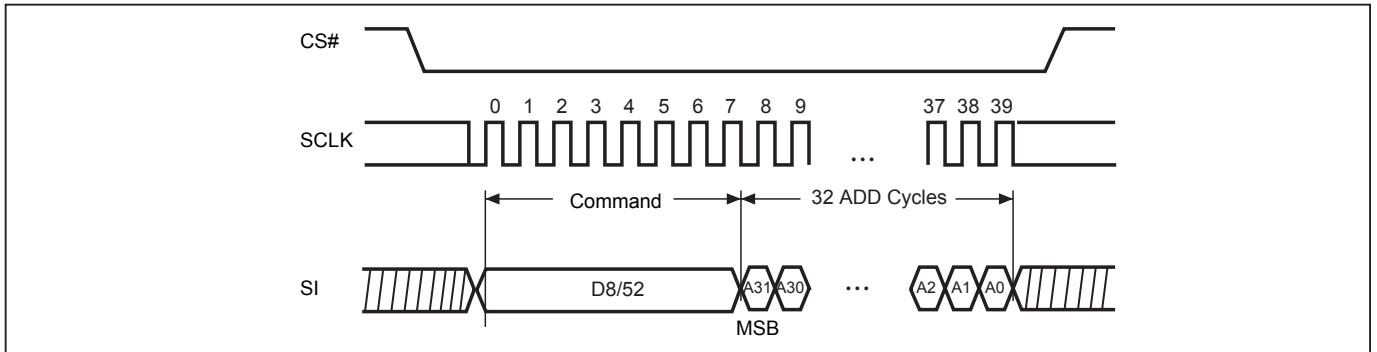 CS#
0 1 2 3 4 5 6 7 8 9 37 38 39
SCLK
...
Command
32 ADD Cycles
SI
D8/52
A31 A30
...
A2 A1 A0
MSB